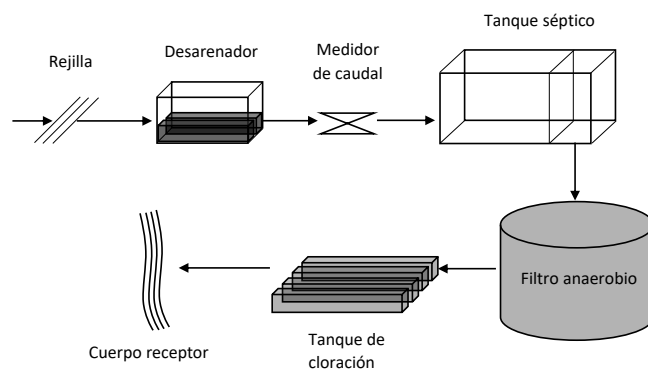 Rejilla
Desarenador
Medidor
de caudal
Tanque séptico
Filtro anaerobio
Tanque de
cloración
Cuerpo receptor